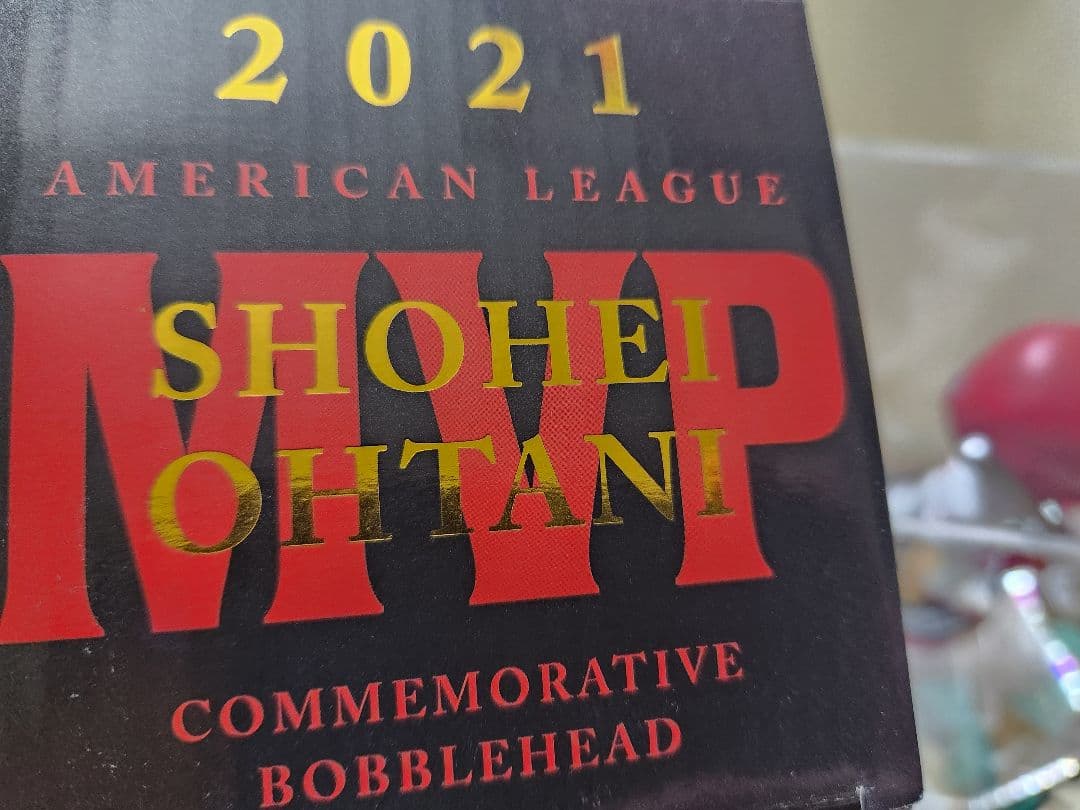 2021
AMERICAN LEAGUE
MVP
SHOHEI
OHTANI
COMMEMORATIVE
BOBBLEHEAD